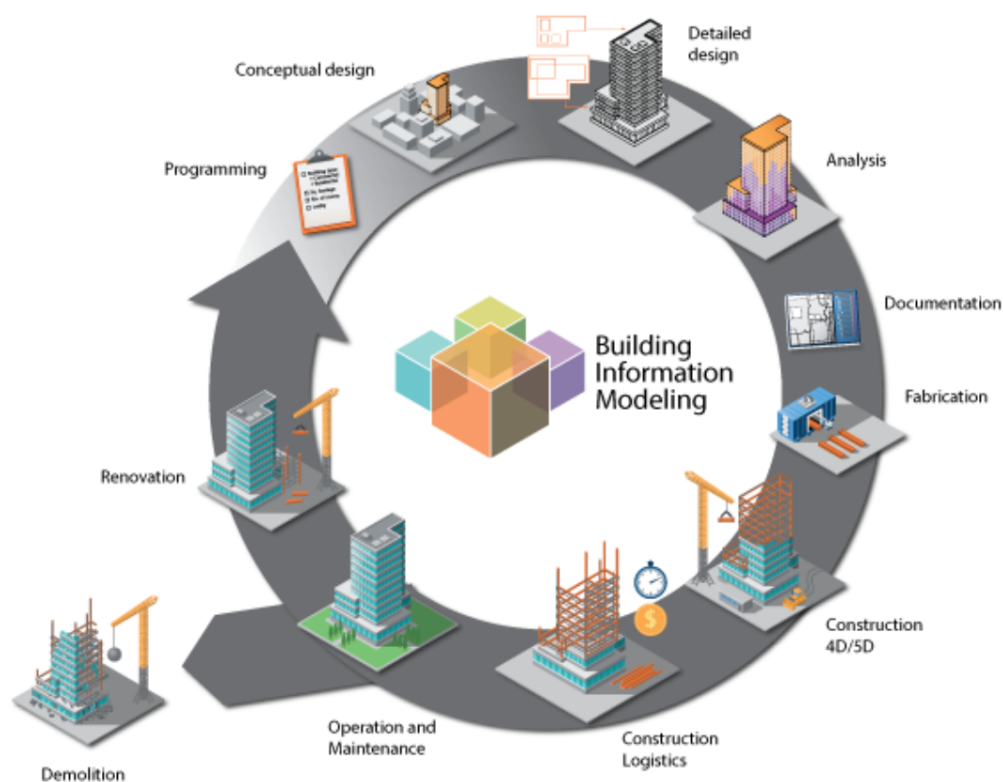 Detailed
design
Conceptual design
Programming
Analysis
Documentation
Building
Information
Modeling
Fabrication
Renovation
Construction
4D/5D
Operation and
Maintenance
Construction
Logistics
Demolition
$